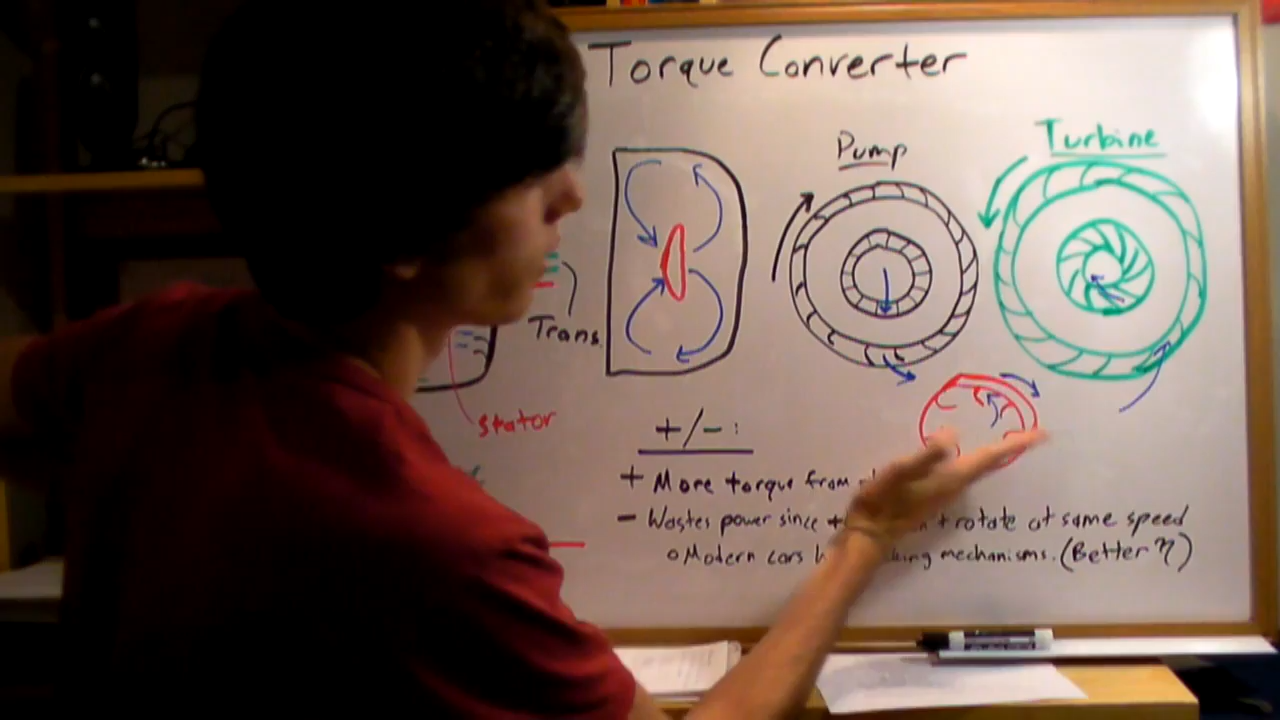 Torque Converter
Pump
Turbine
Trans.
stator
+/- :
+ More torque from
- Wastes power since rotate at same speed
o Modern cars mechanisms. (Better η)